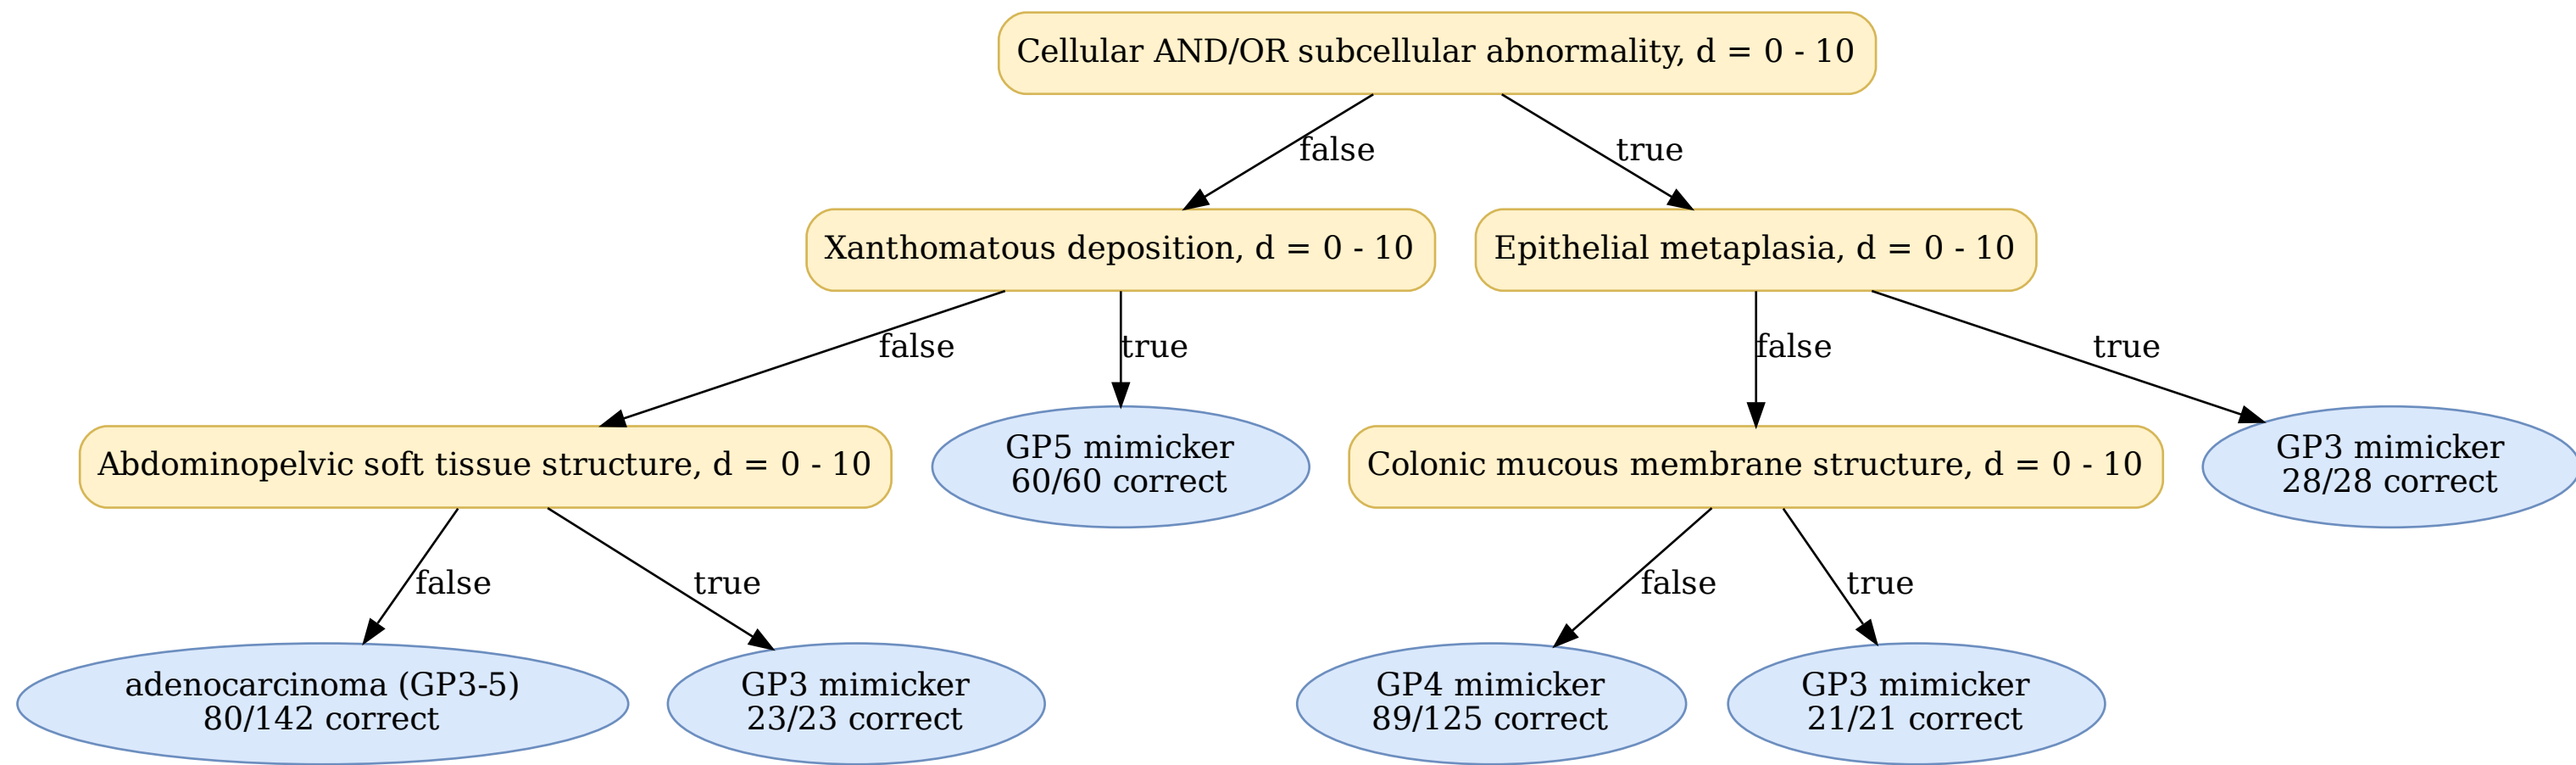 Cellular AND/OR subcellular abnormality, d = 0 - 10
false
true
Xanthomatous deposition, d = 0 - 10
Epithelial metaplasia, d = 0 - 10
false
true
false
true
Abdominopelvic soft tissue structure, d = 0 - 10
GP5 mimicker
60/60 correct
Colonic mucous membrane structure, d = 0 - 10
GP3 mimicker
28/28 correct
false
true
false
true
adenocarcinoma (GP3-5)
80/142 correct
GP3 mimicker
23/23 correct
GP4 mimicker
89/125 correct
GP3 mimicker
21/21 correct